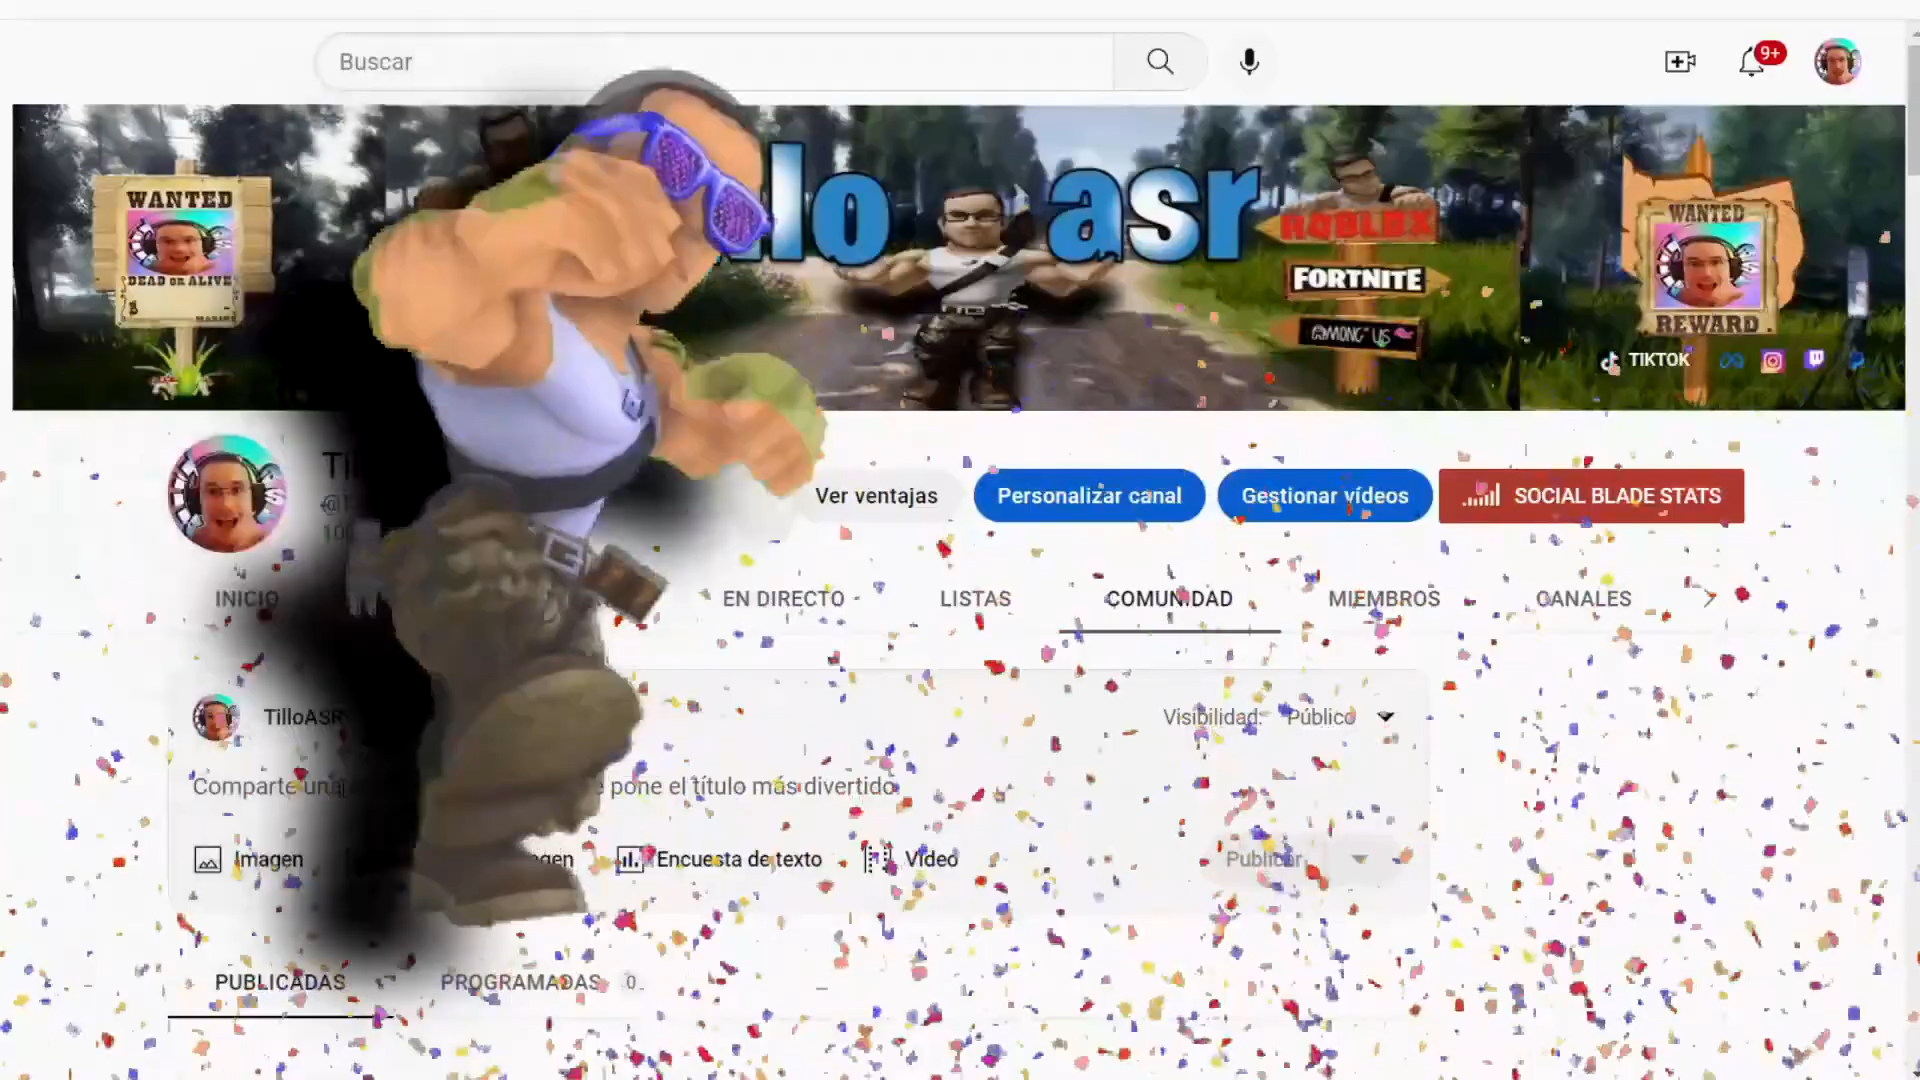 Buscar
9+
WANTED
DEAD OR ALIVE
llo asr
ROBLOX
FORTNITE
AMONG US
WANTED
REWARD
TIKTOK
Ver ventajas
Personalizar canal
Gestionar vídeos
SOCIAL BLADE STATS
INICIO
EN DIRECTO
LISTAS
COMUNIDAD
MIEMBROS
CANALES
TilloASR
Visibilidad:
Público
Comparte una
pone el título más divertido
Imagen
Encuesta de texto
Vídeo
Publicar
PUBLICADAS
PROGRAMADAS 0